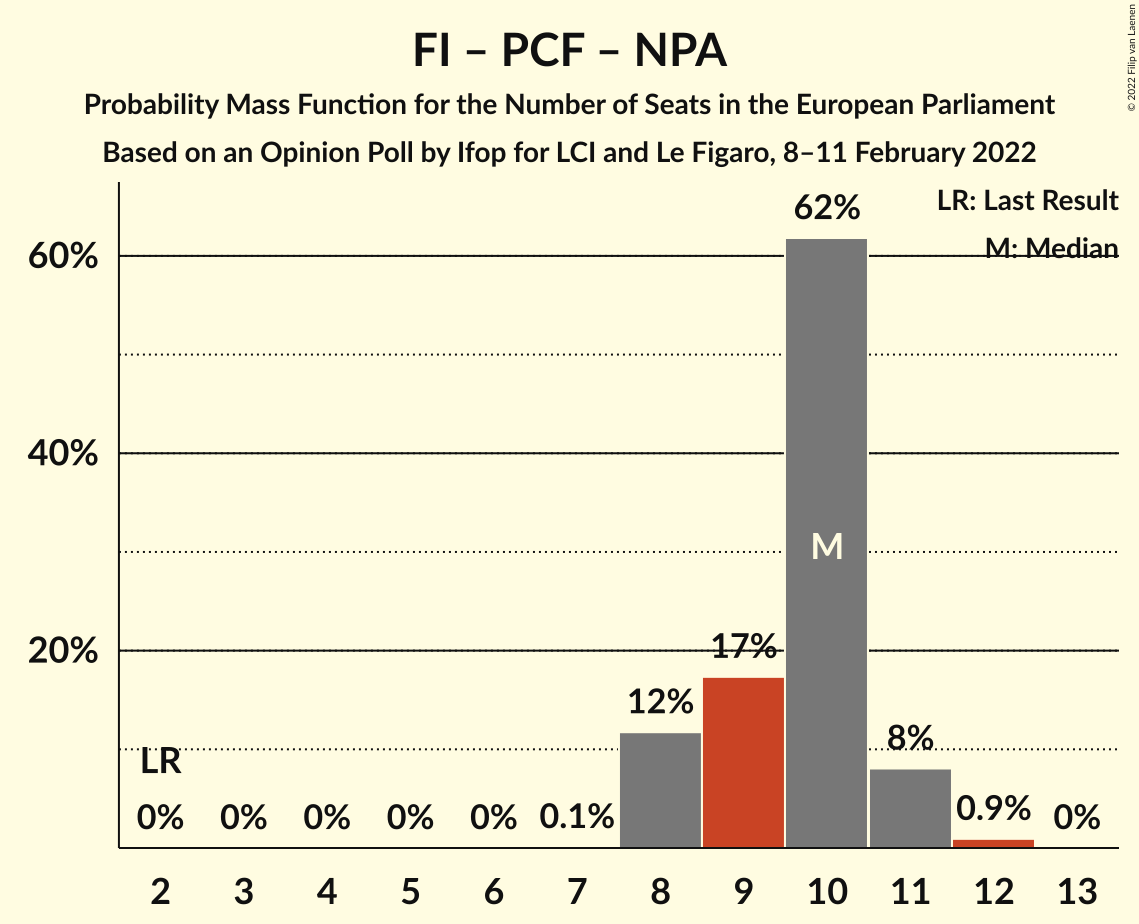 FI – PCF – NPA
Probability Mass Function for the Number of Seats in the European Parliament
Based on an Opinion Poll by Ifop for LCI and Le Figaro, 8–11 February 2022
© 2022 Filip van Laenen
LR: Last Result
M: Median
60%
40%
20%
62%
M
17%
12%
8%
LR
0%
0%
0%
0%
0%
0.1%
0.9%
0%
2 3 4 5 6 7 8 9 10 11 12 13